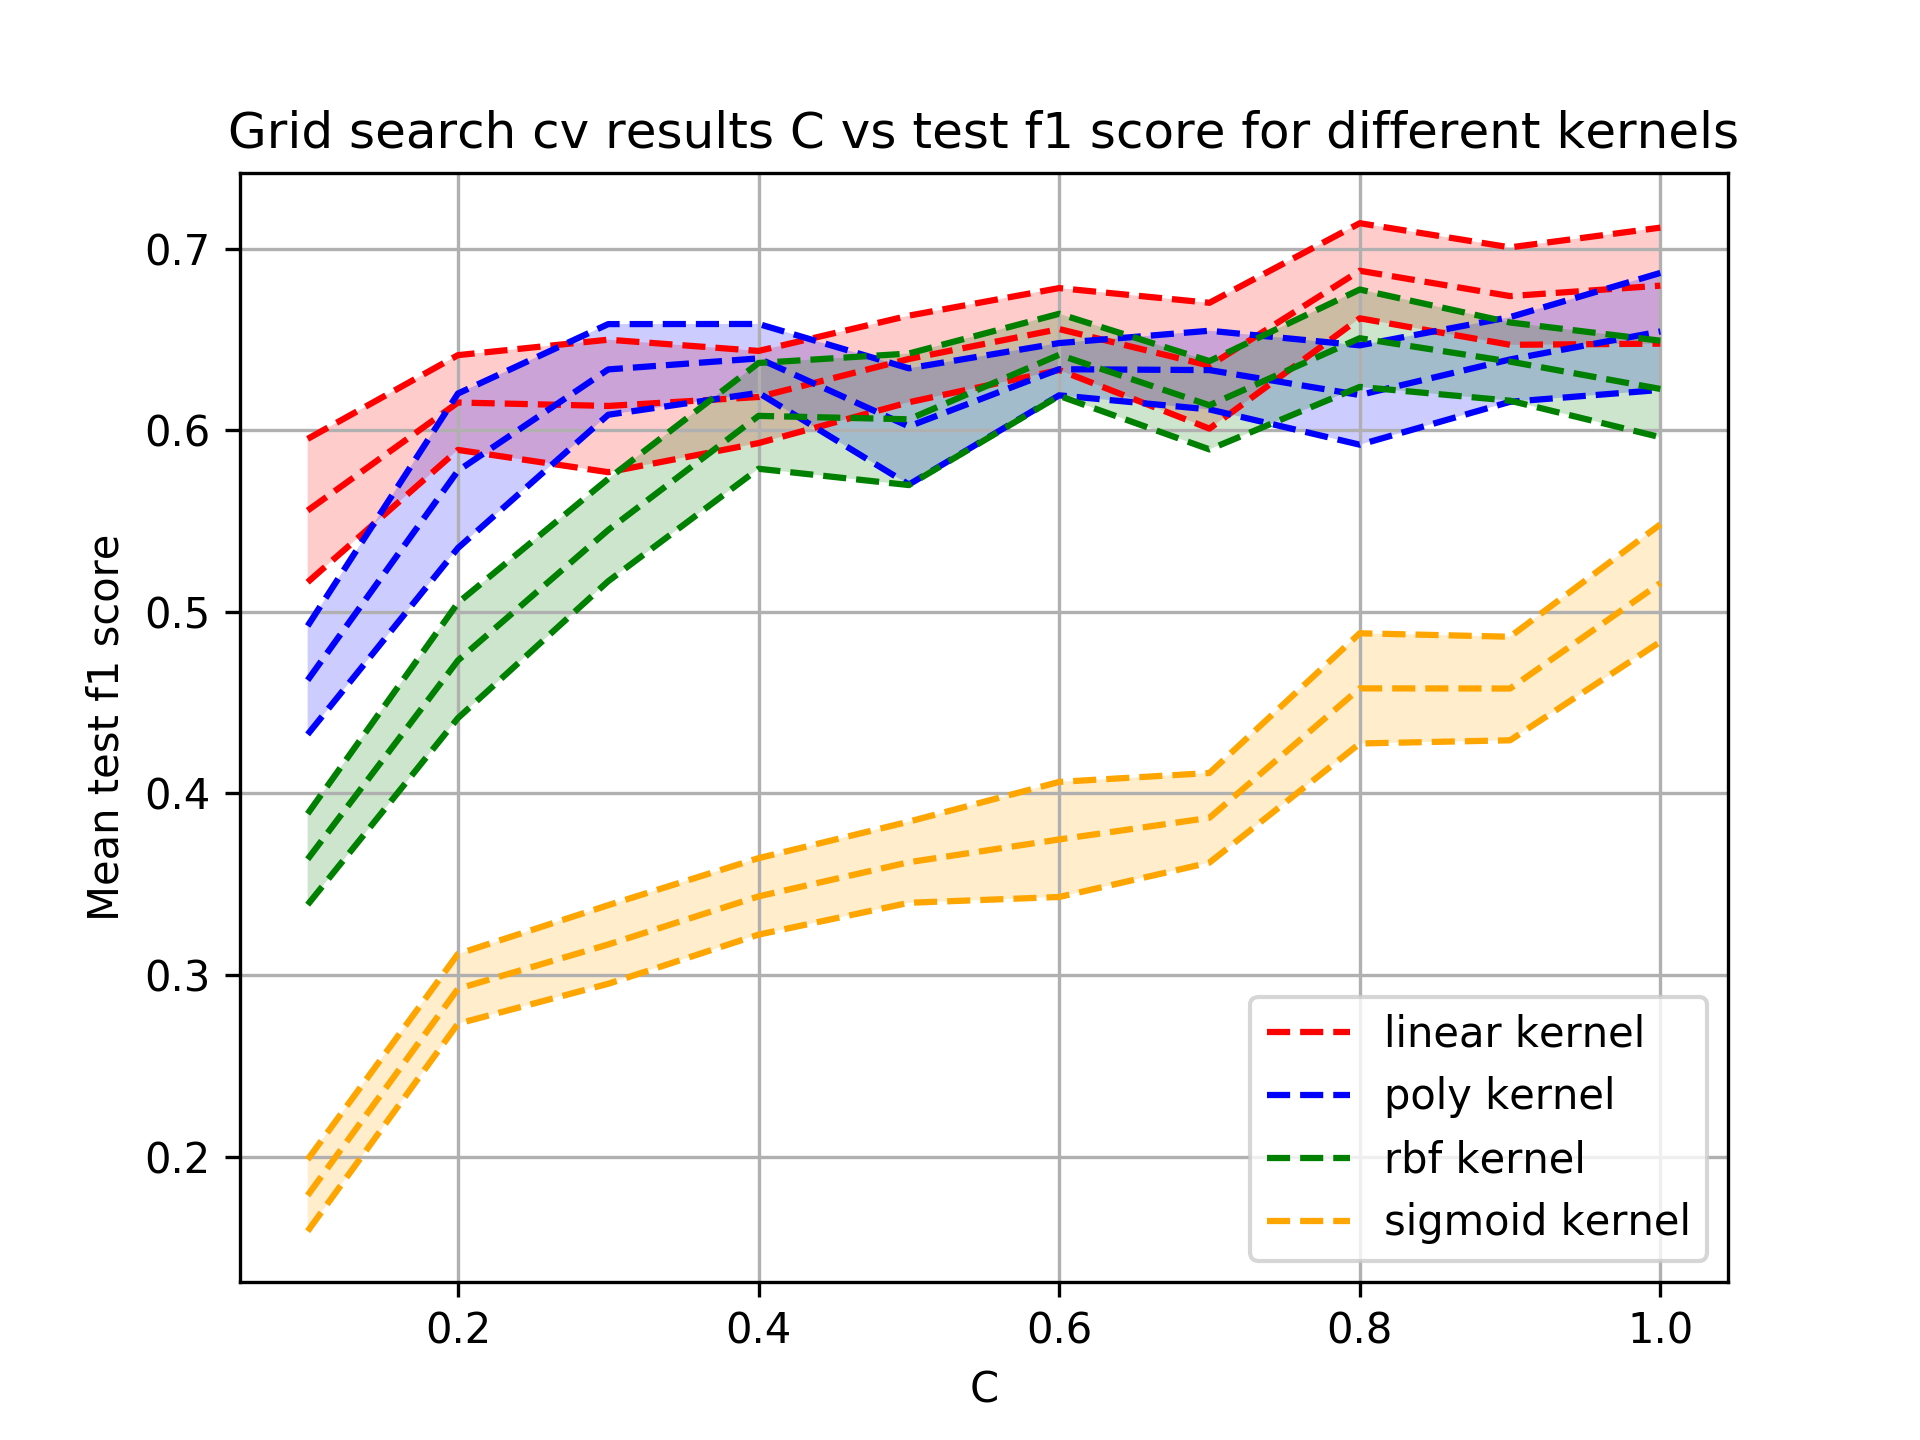 Grid search cv results C vs test f1 score for different kernels
0.7
0.6
0.5
0.4
0.3
0.2
Mean test f1 score
linear kernel
poly kernel
rbf kernel
sigmoid kernel
0.2 0.4 0.6 0.8 1.0
C